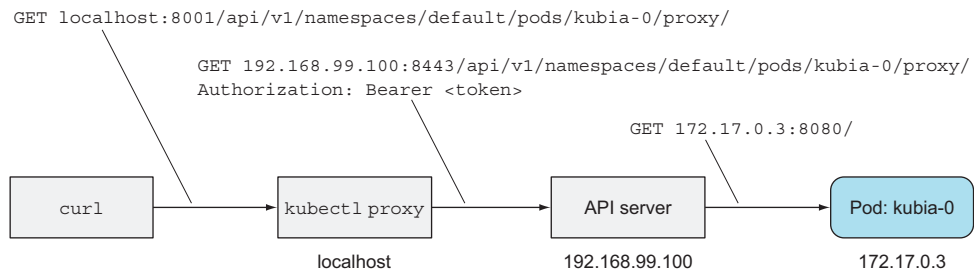 GET localhost:8001/api/v1/namespaces/default/pods/kubia-0/proxy/
GET 192.168.99.100:8443/api/v1/namespaces/default/pods/kubia-0/proxy/
Authorization: Bearer <token>
GET 172.17.0.3:8080/
curl
kubectl proxy
API server
Pod: kubia-0
localhost
192.168.99.100
172.17.0.3